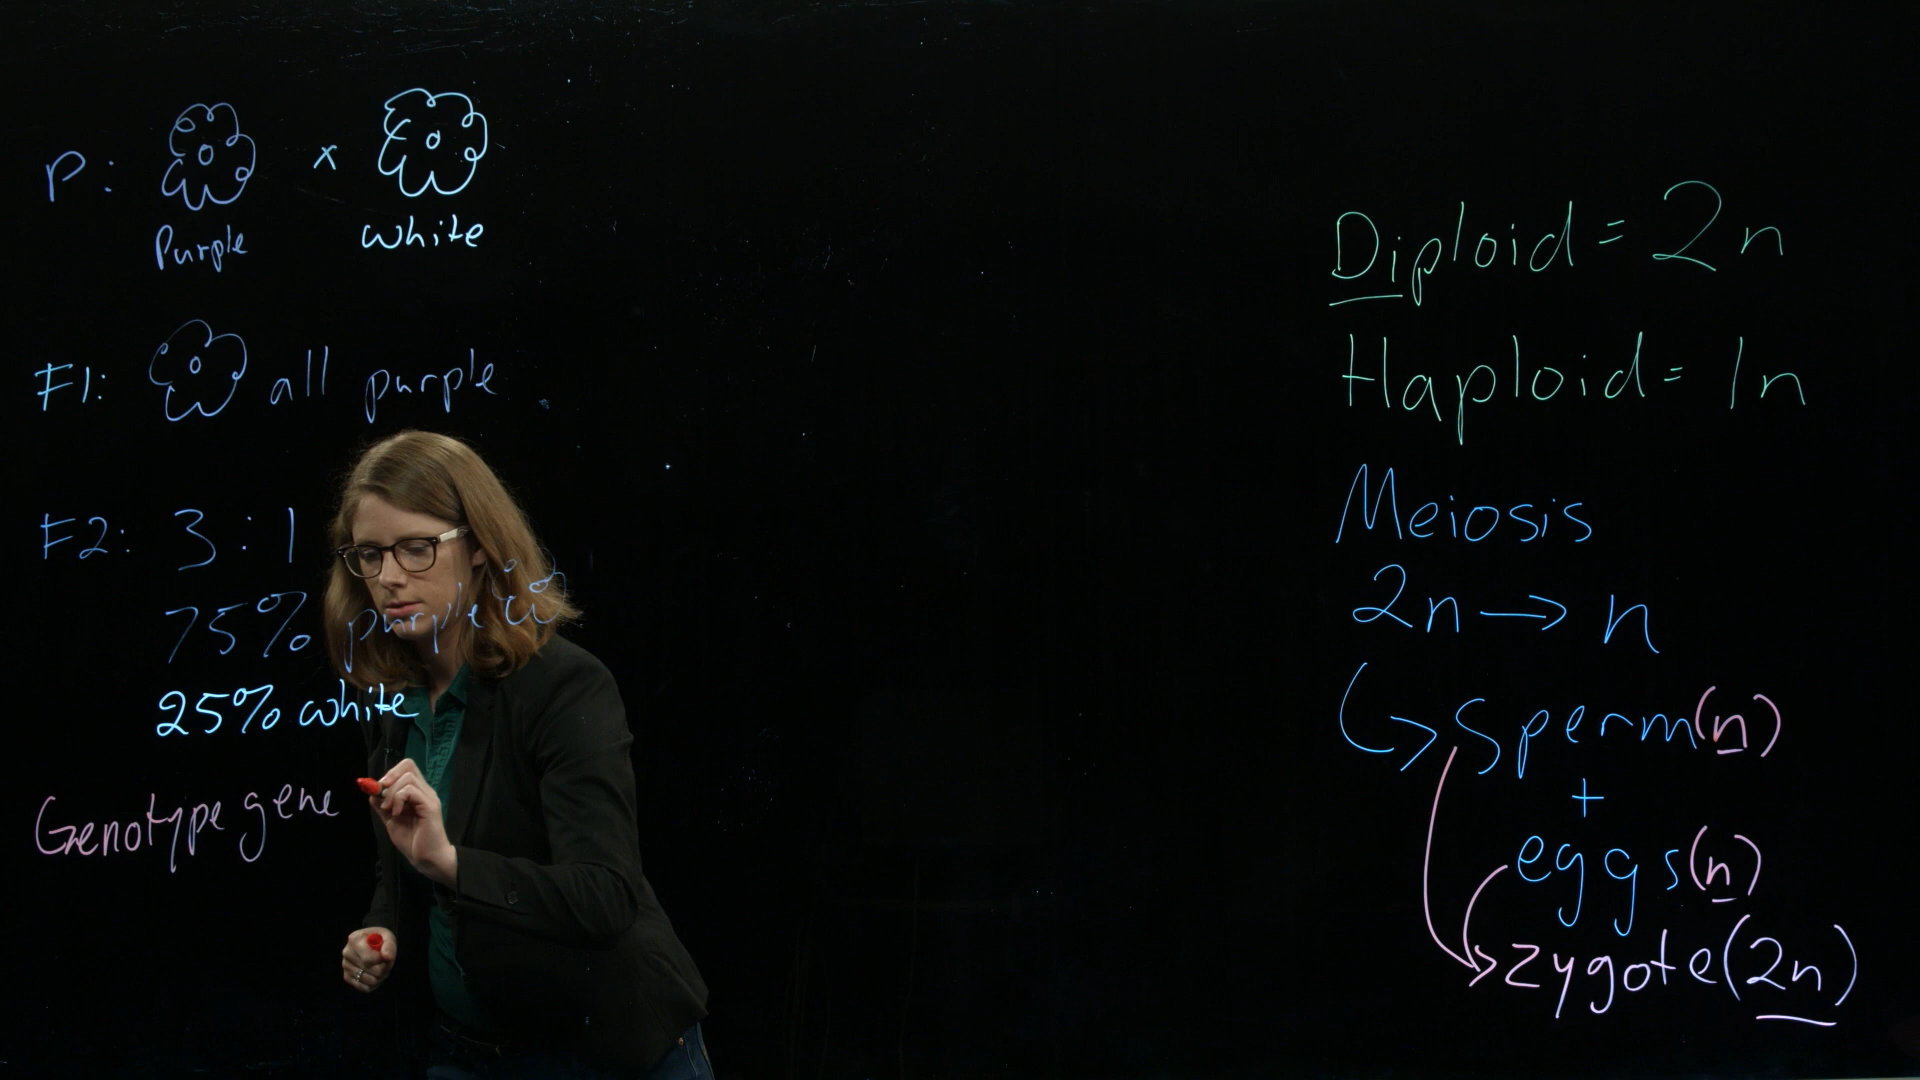 P: x
Purple white
F1: all purple
F2: 3:1
75% purple
25% white
Genotype gene
Diploid = 2n
Haploid = 1n
Meiosis
2n → n
sperm(n)
+
eggs(n)
zygote(2n)